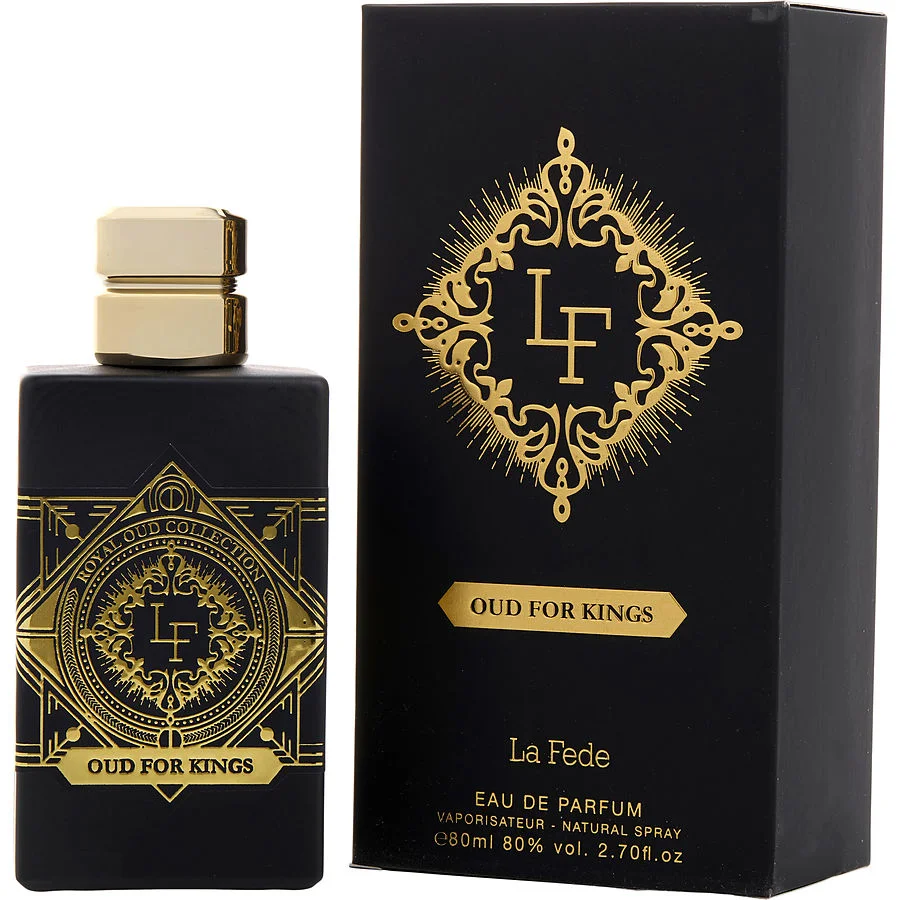 ROYAL OUD COLLECTION
LF
OUD FOR KINGS
LF
OUD FOR KINGS
La Fede
EAU DE PARFUM
VAPORISATEUR - NATURAL SPRAY
℮80ml 80% vol. 2.70fl.oz